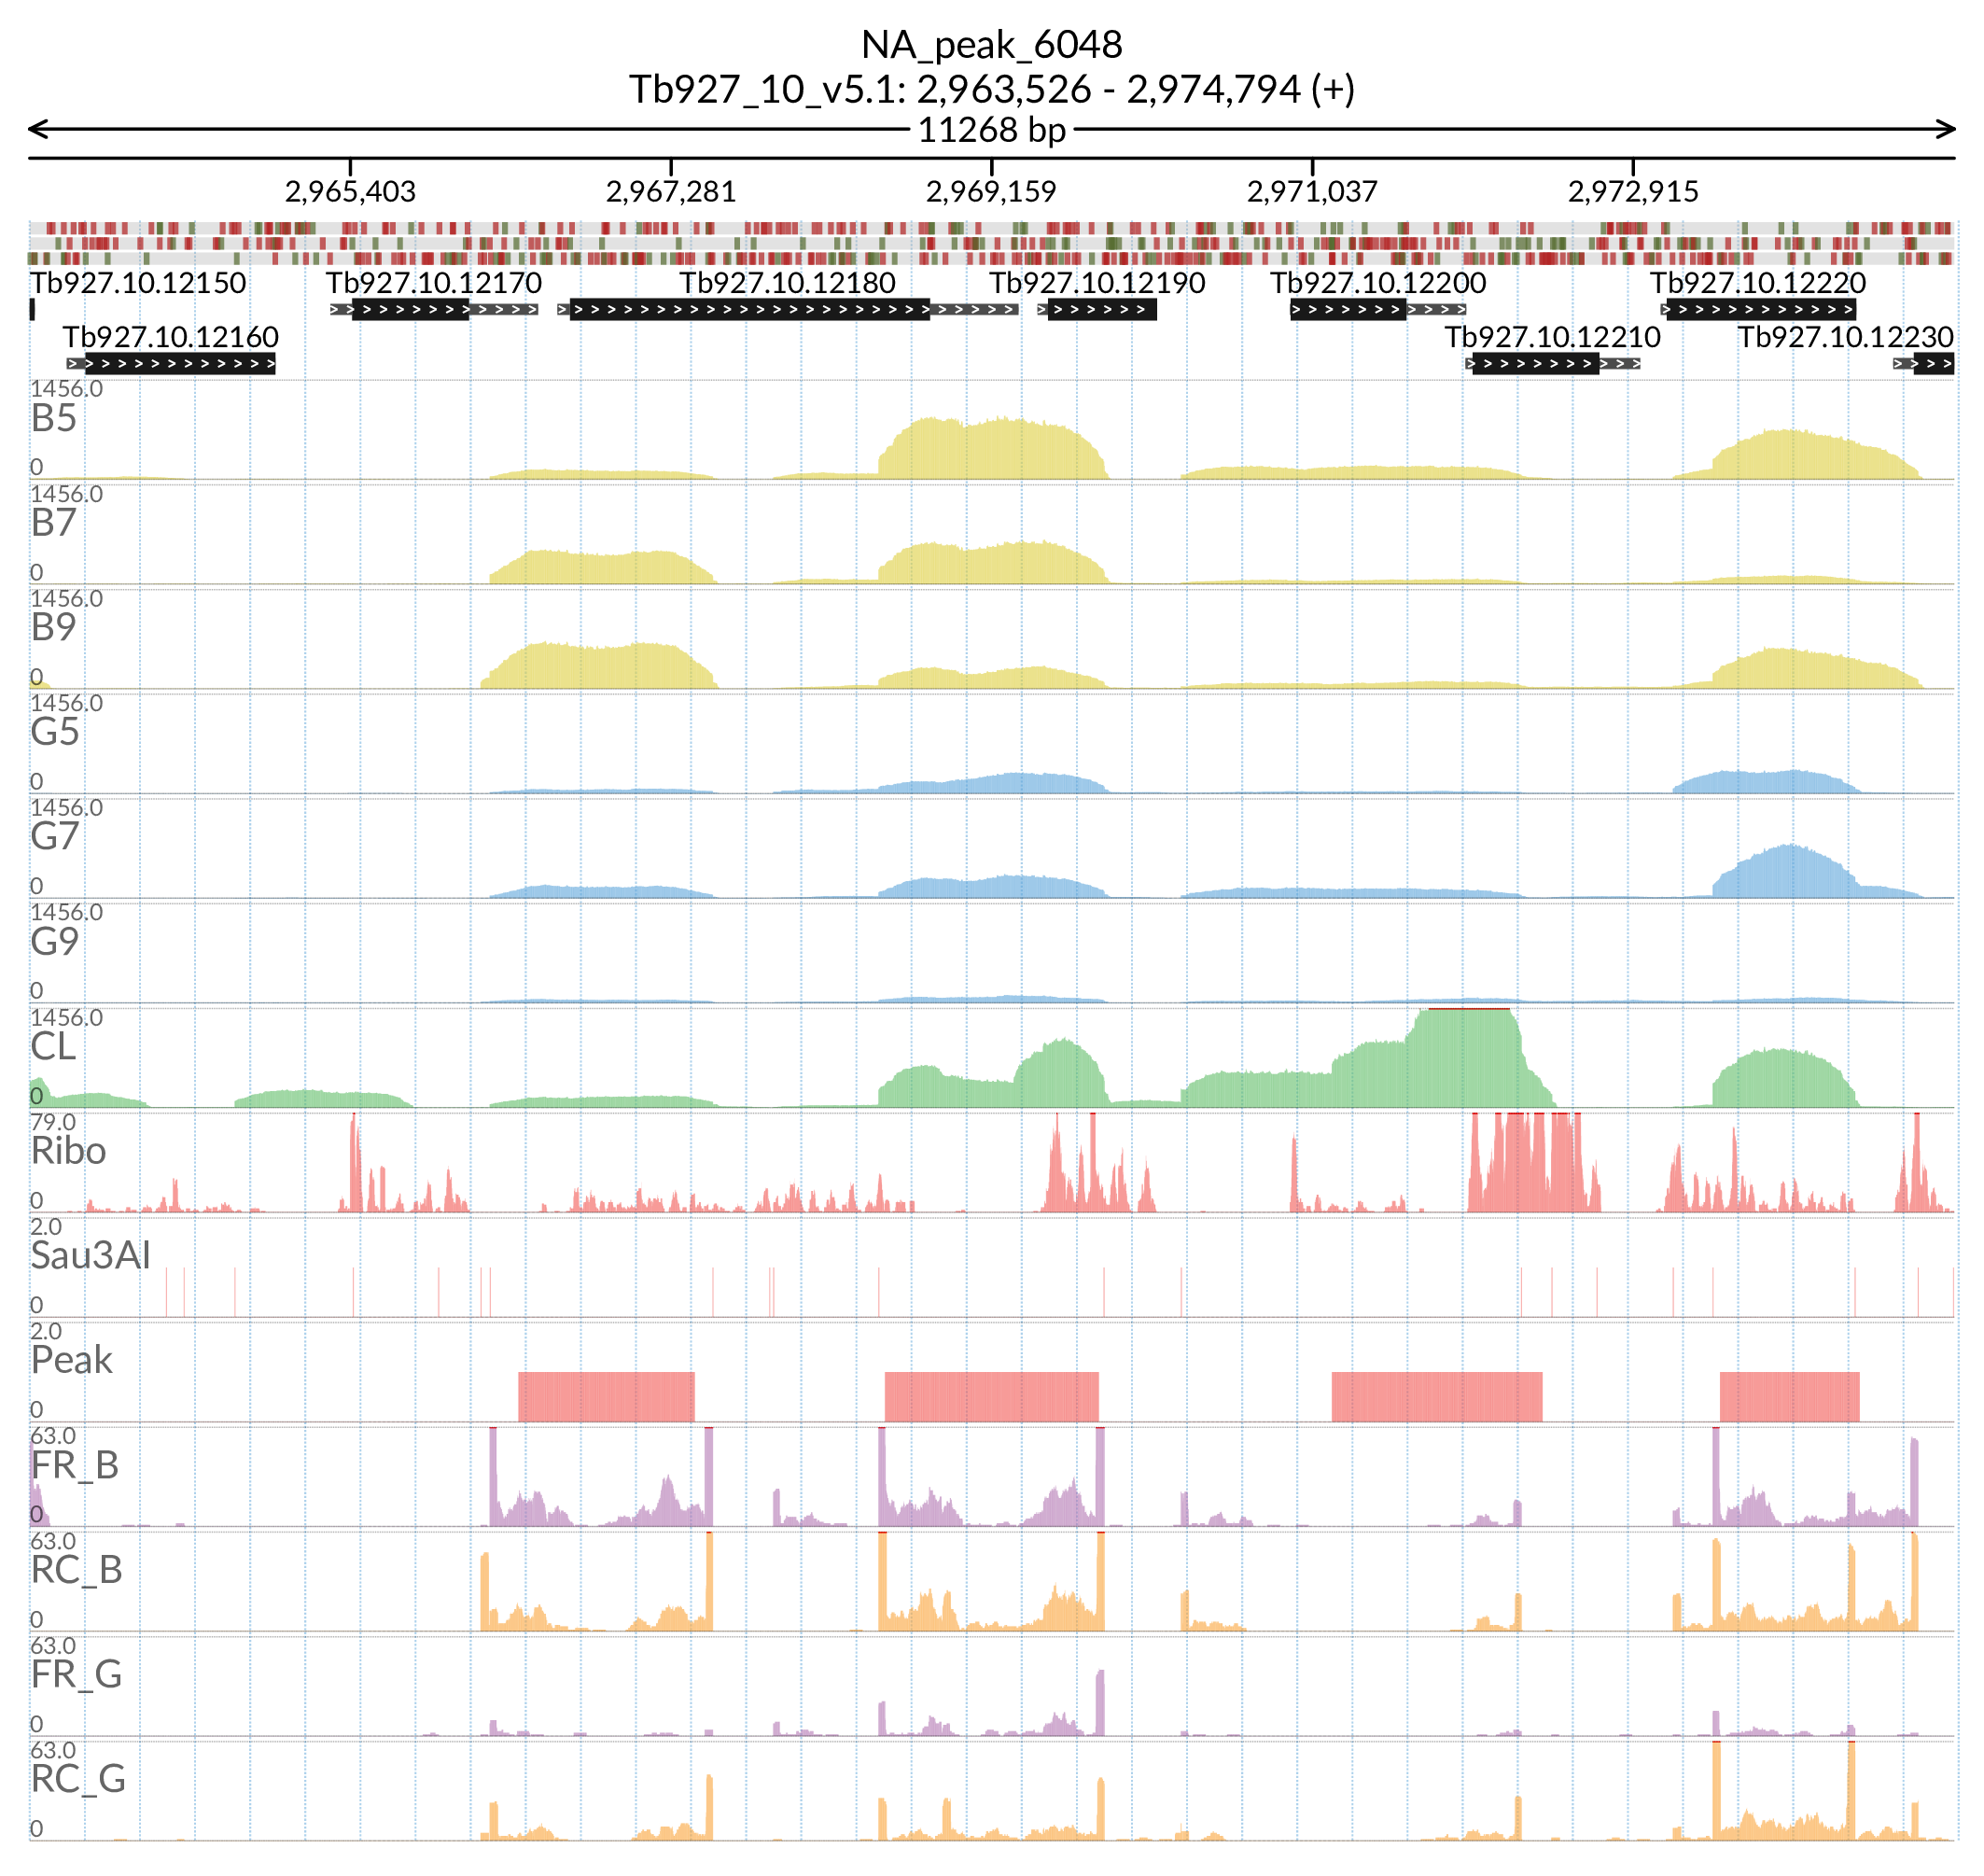 NA_peak_6048
Tb927_10_v5.1: 2,963,526 - 2,974,794 (+)
11268 bp
2,965,403 2,967,281 2,969,159 2,971,037 2,972,915
Tb927.10.12150 Tb927.10.12170 Tb927.10.12180 Tb927.10.12190 Tb927.10.12200 Tb927.10.12220
Tb927.10.12160 Tb927.10.12210 Tb927.10.12230
1456.0
B5
0
1456.0
B7
0
1456.0
B9
0
1456.0
G5
0
1456.0
G7
0
1456.0
G9
0
1456.0
CL
0
79.0
Ribo
0
2.0
Sau3AI
0
2.0
Peak
0
63.0
FR_B
0
63.0
RC_B
0
63.0
FR_G
0
63.0
RC_G
0